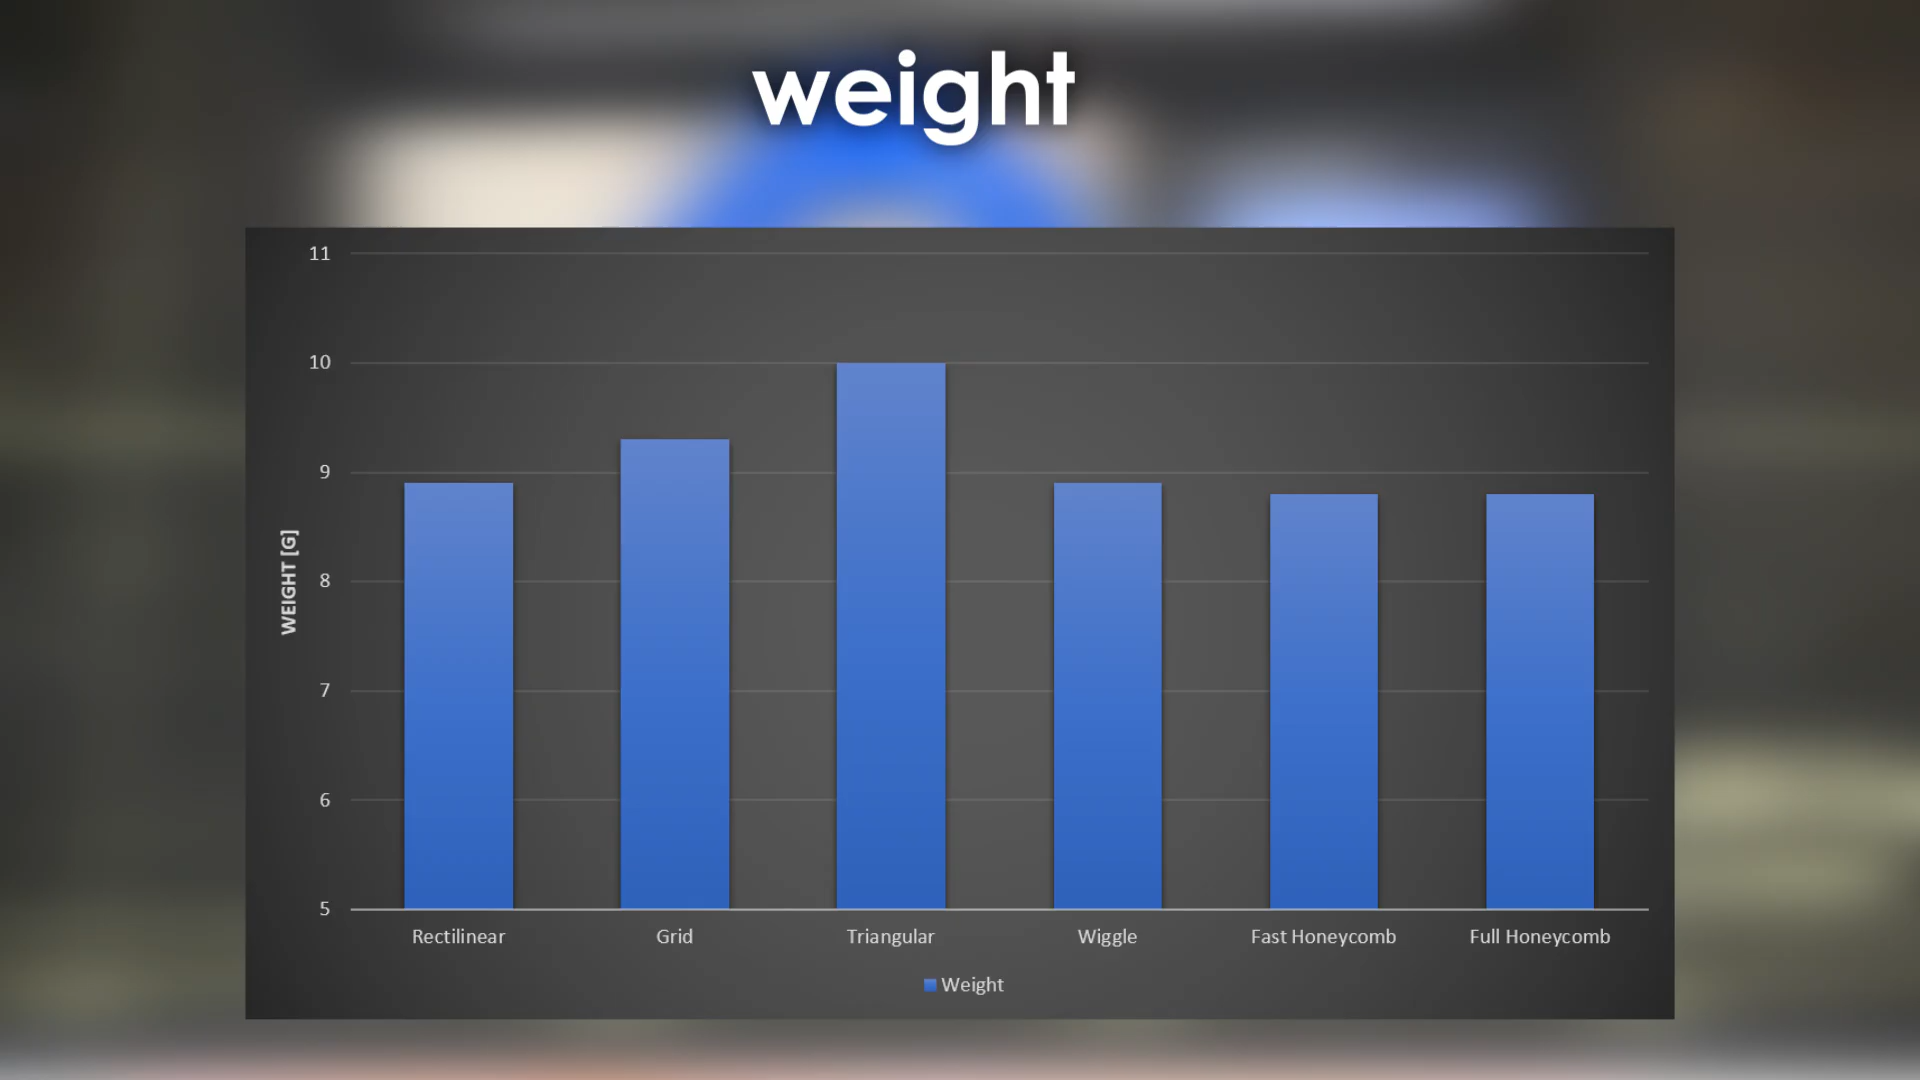 weight
11
10
9
8
7
6
5
WEIGHT [G]
Rectilinear Grid Triangular Wiggle Fast Honeycomb Full Honeycomb
Weight